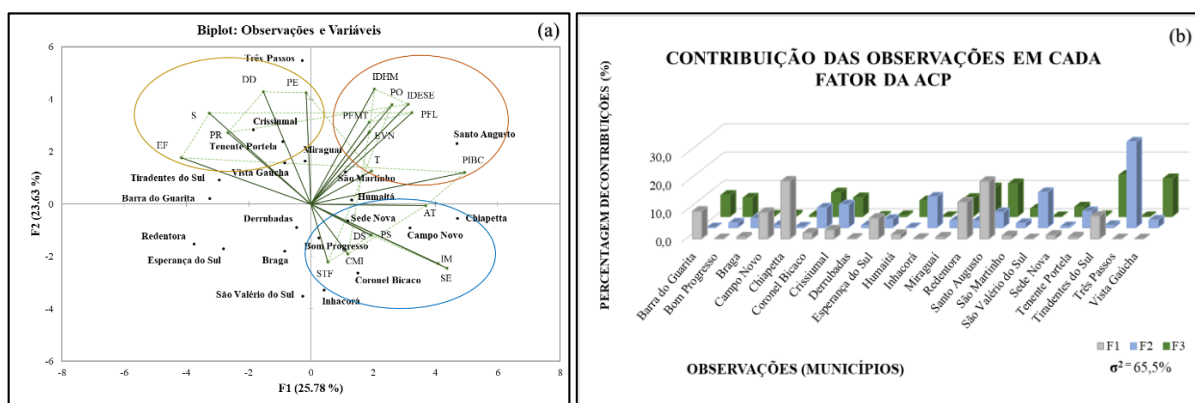 Biplot: Observações e Variáveis
(a)
6
4
2
0
-2
-4
-6
-8
-6
-4
-2
0
2
4
6
8
F2 (23.63 %)
F1 (25.78 %)
Três Passos
DD
PE
IDHM
PO
IDESE
S
PFMT
PFL
PR
Crissiumal
EVN
Santo Augusto
Tenente Portela
EF
Miraguaí
Vista Gaúcha
T
PIBC
Tiradentes do Sul
São Martinho
Barra do Guarita
Humaitá
AT
Derrubadas
Sede Nova
Chiapetta
DS
PS
Campo Novo
Redentora
Bom Progresso
Esperança do Sul
Braga
CMI
IM
STF
SE
Coronel Bicaco
São Valério do Sul
Inhacorá
(b)
CONTRIBUIÇÃO DAS OBSERVAÇÕES EM CADA
FATOR DA ACP
PERCENTAGEM DECONTRIBUIÇÕES (%)
30,0
20,0
10,0
0,0
Barra do Guarita
Bom Progresso
Braga
Campo Novo
Chiapetta
Coronel Bicaco
Crissiumal
Derrubadas
Esperança do Sul
Humaitá
Inhacorá
Miraguaí
Redentora
Santo Augusto
São Martinho
São Valério do Sul
Sede Nova
Tenente Portela
Tiradentes do Sul
Três Passos
Vista Gaúcha
F1 F2 F3
OBSERVAÇÕES (MUNICÍPIOS)
σ² = 65,5%